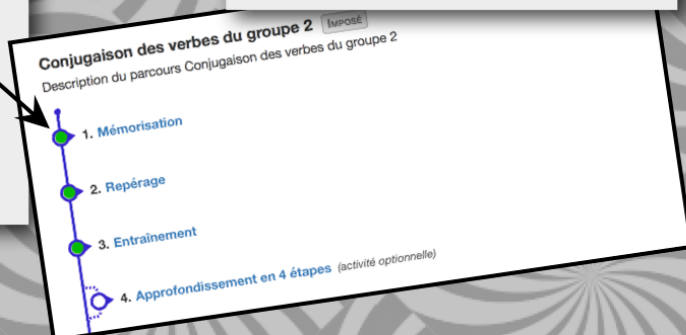 Conjugaison des verbes du groupe 2 IMPOSÉ
Description du parcours Conjugaison des verbes du groupe 2
1. Mémorisation
2. Repérage
3. Entraînement
4. Approfondissement en 4 étapes (activité optionnelle)